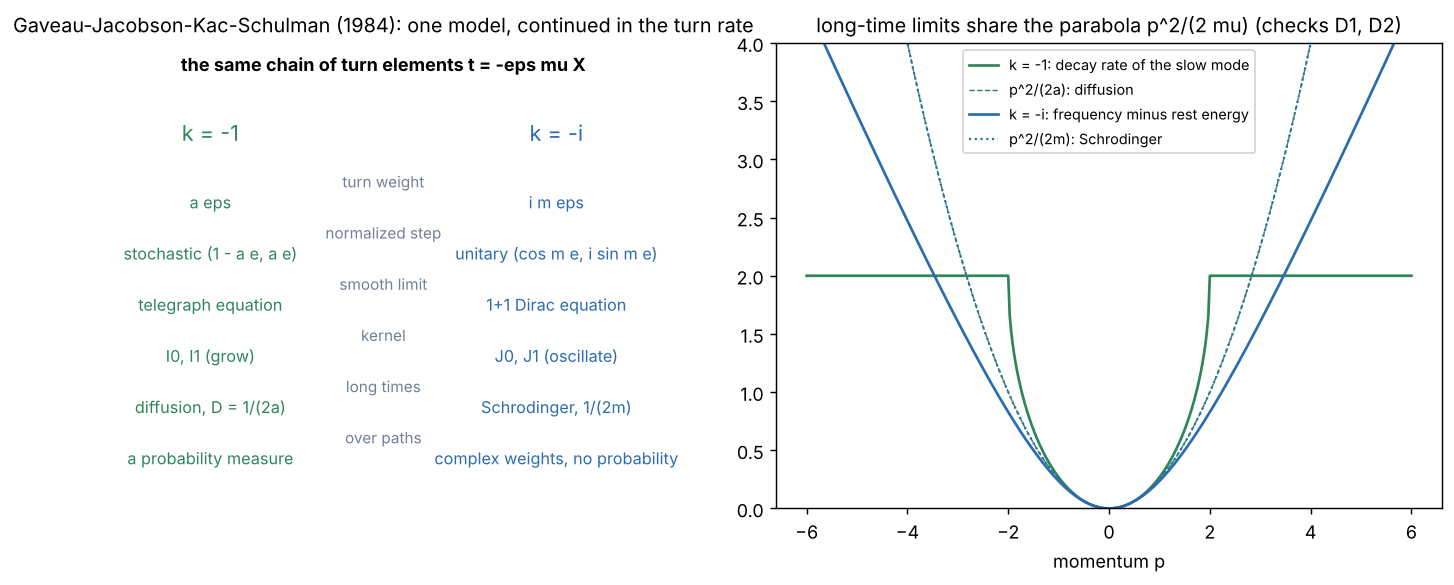 Gaveau-Jacobson-Kac-Schulman (1984): one model, continued in the turn rate
the same chain of turn elements t = -eps mu X
k = -1
k = -i
turn weight
a eps
i m eps
normalized step
stochastic (1 - a e, a e)
unitary (cos m e, i sin m e)
smooth limit
telegraph equation
1+1 Dirac equation
kernel
I0, I1 (grow)
J0, J1 (oscillate)
long times
diffusion, D = 1/(2a)
Schrodinger, 1/(2m)
over paths
a probability measure
complex weights, no probability
long-time limits share the parabola p^2/(2 mu) (checks D1, D2)
k = -1: decay rate of the slow mode
p^2/(2a): diffusion
k = -i: frequency minus rest energy
p^2/(2m): Schrodinger
4.0
3.5
3.0
2.5
2.0
1.5
1.0
0.5
0.0
−6 −4 −2 0 2 4 6
momentum p